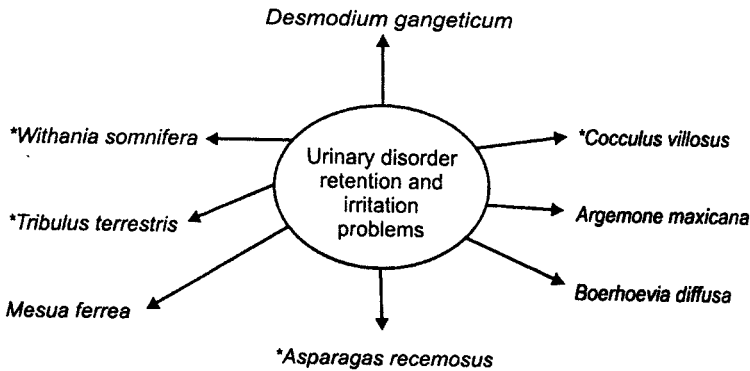 Desmodium gangeticum
*Withania somnifera
*Cocculus villosus
Urinary disorder
retention and
irritation
problems
*Tribulus terrestris
Argemone maxicana
Mesua ferrea
Boerhoevia diffusa
*Asparagas recemosus